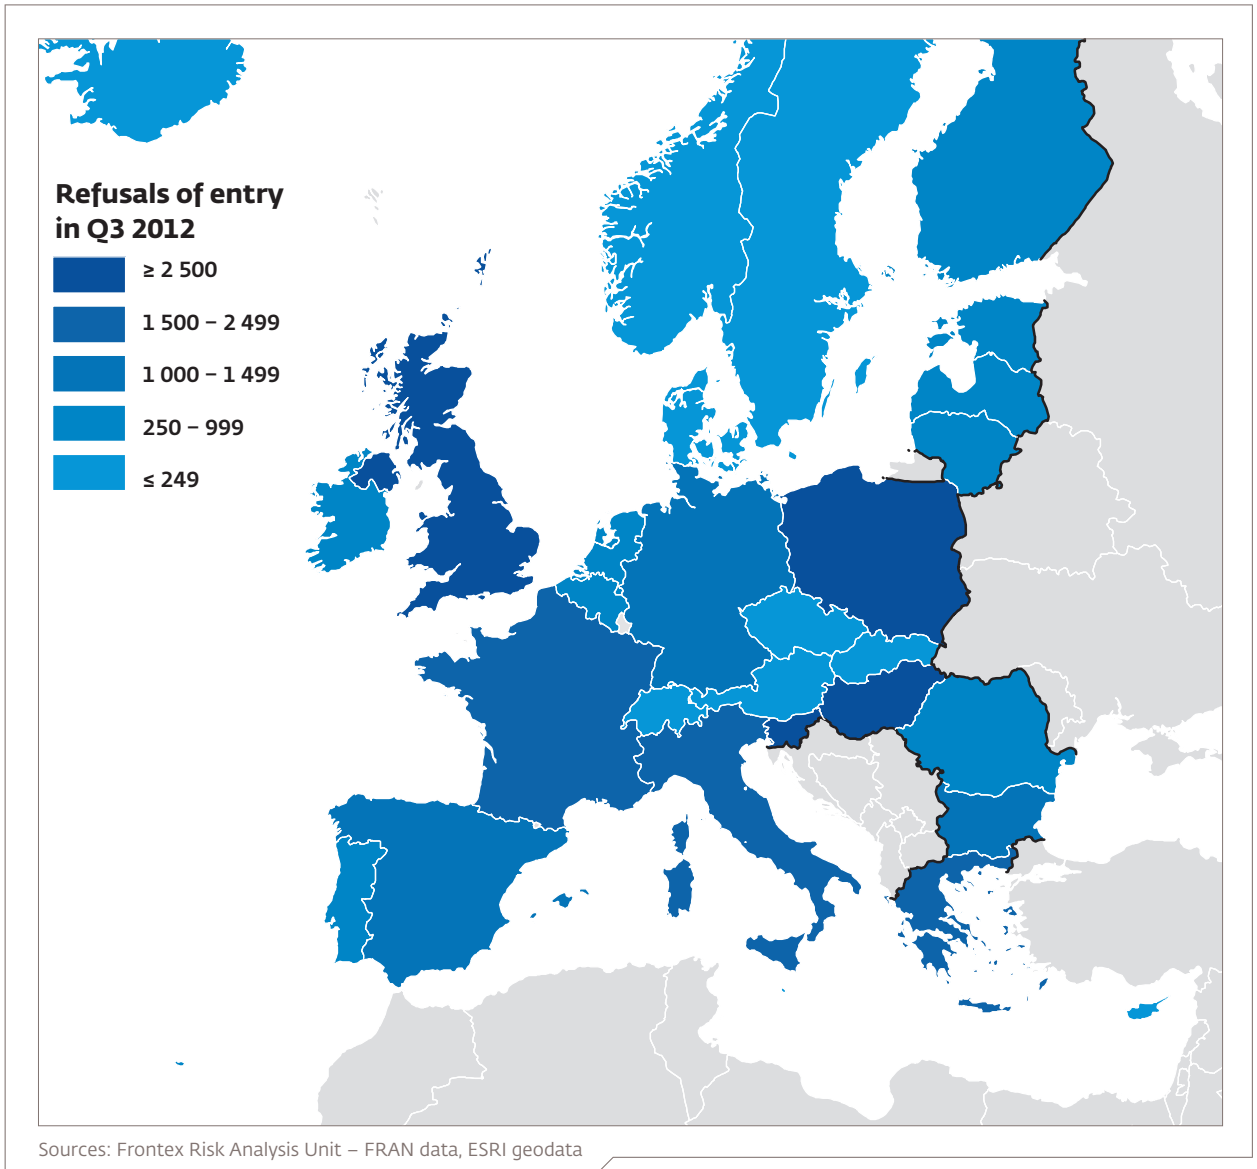 Refusals of entry
in Q3 2012
≥ 2 500
1 500 – 2 499
1 000 – 1 499
250 – 999
≤ 249
Sources: Frontex Risk Analysis Unit – FRAN data, ESRI geodata